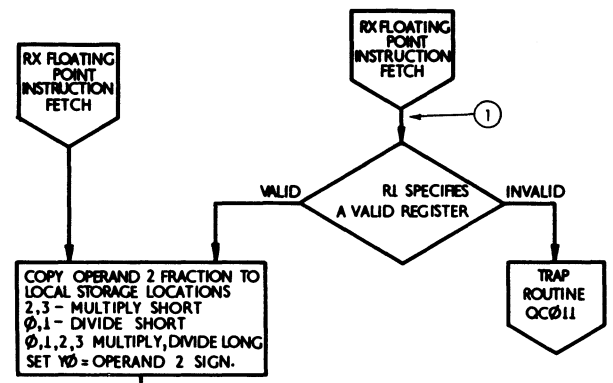 RX FLOATING
POINT
INSTRUCTION
FETCH
RX FLOATING
POINT
INSTRUCTION
FETCH
1
VALID
R1 SPECIFIES
A VALID REGISTER
INVALID
COPY OPERAND 2 FRACTION TO
LOCAL STORAGE LOCATIONS
2,3 - MULTIPLY SHORT
Ø,1 - DIVIDE SHORT
Ø,1,2,3 MULTIPLY,DIVIDE LONG
SET YØ = OPERAND 2 SIGN.
TRAP
ROUTINE
QCØ11